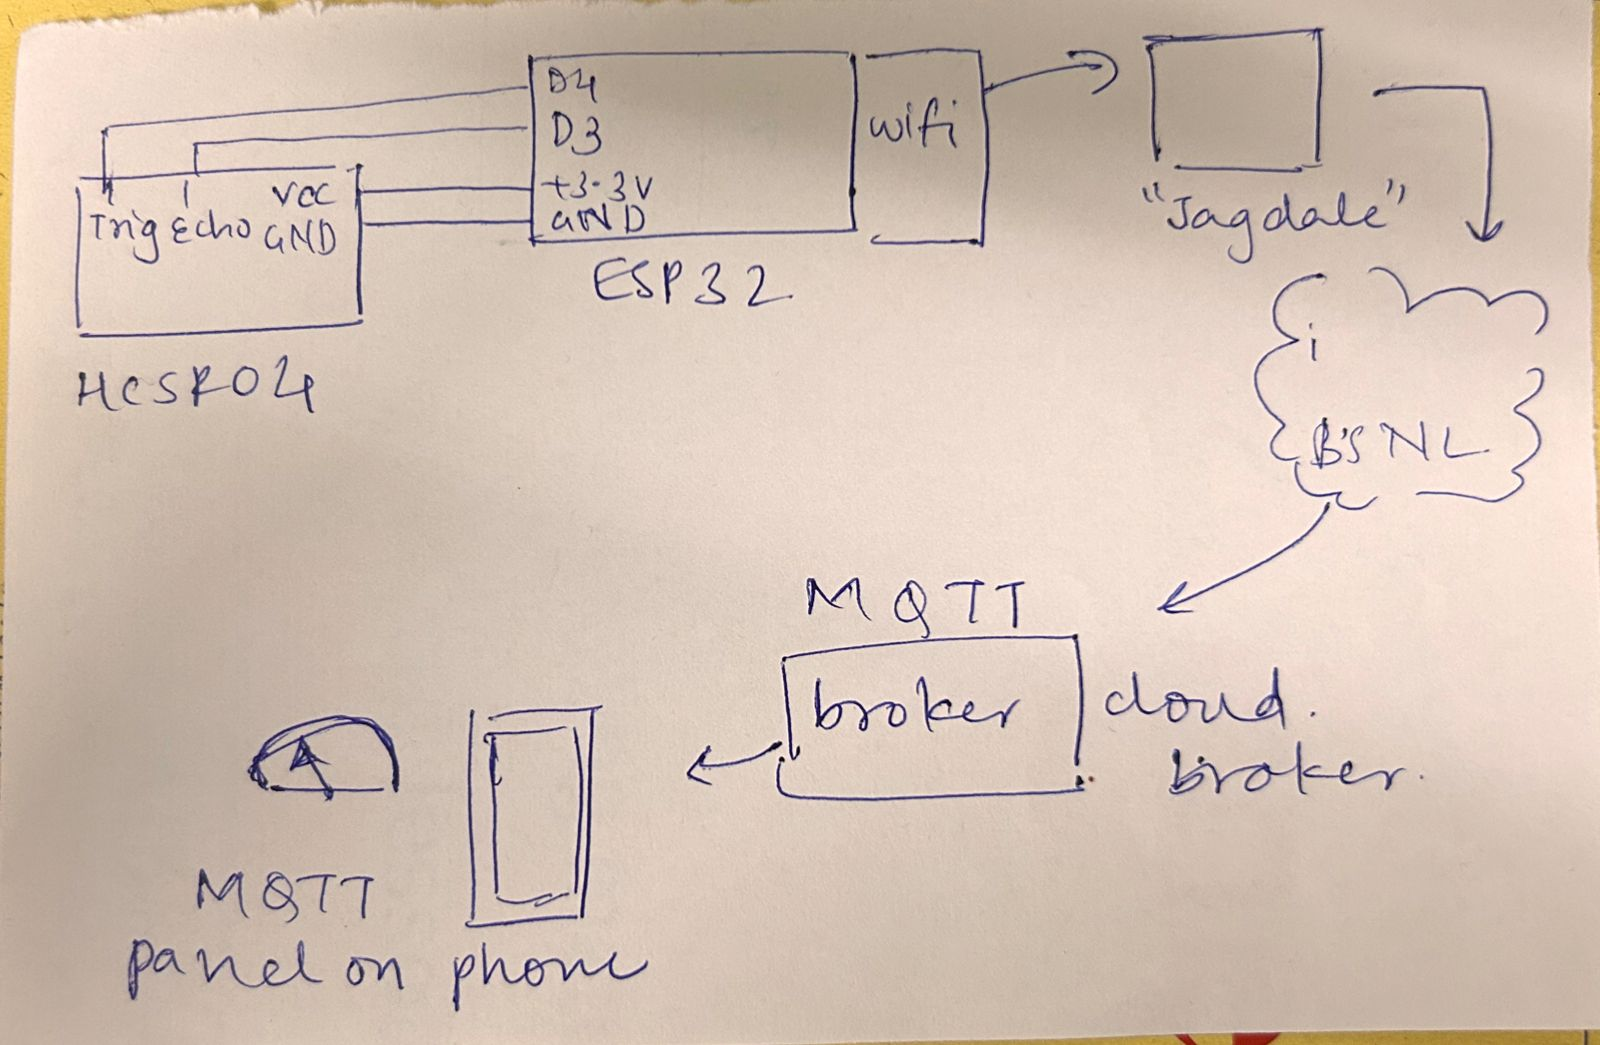 D4
D3
+3.3V
GND
wifi
Trig Echo VCC
GND
ESP32
HCSR04
"Jagdale"
i
BSNL
MQTT
broker
cloud.
broker.
MQTT
panel on phone